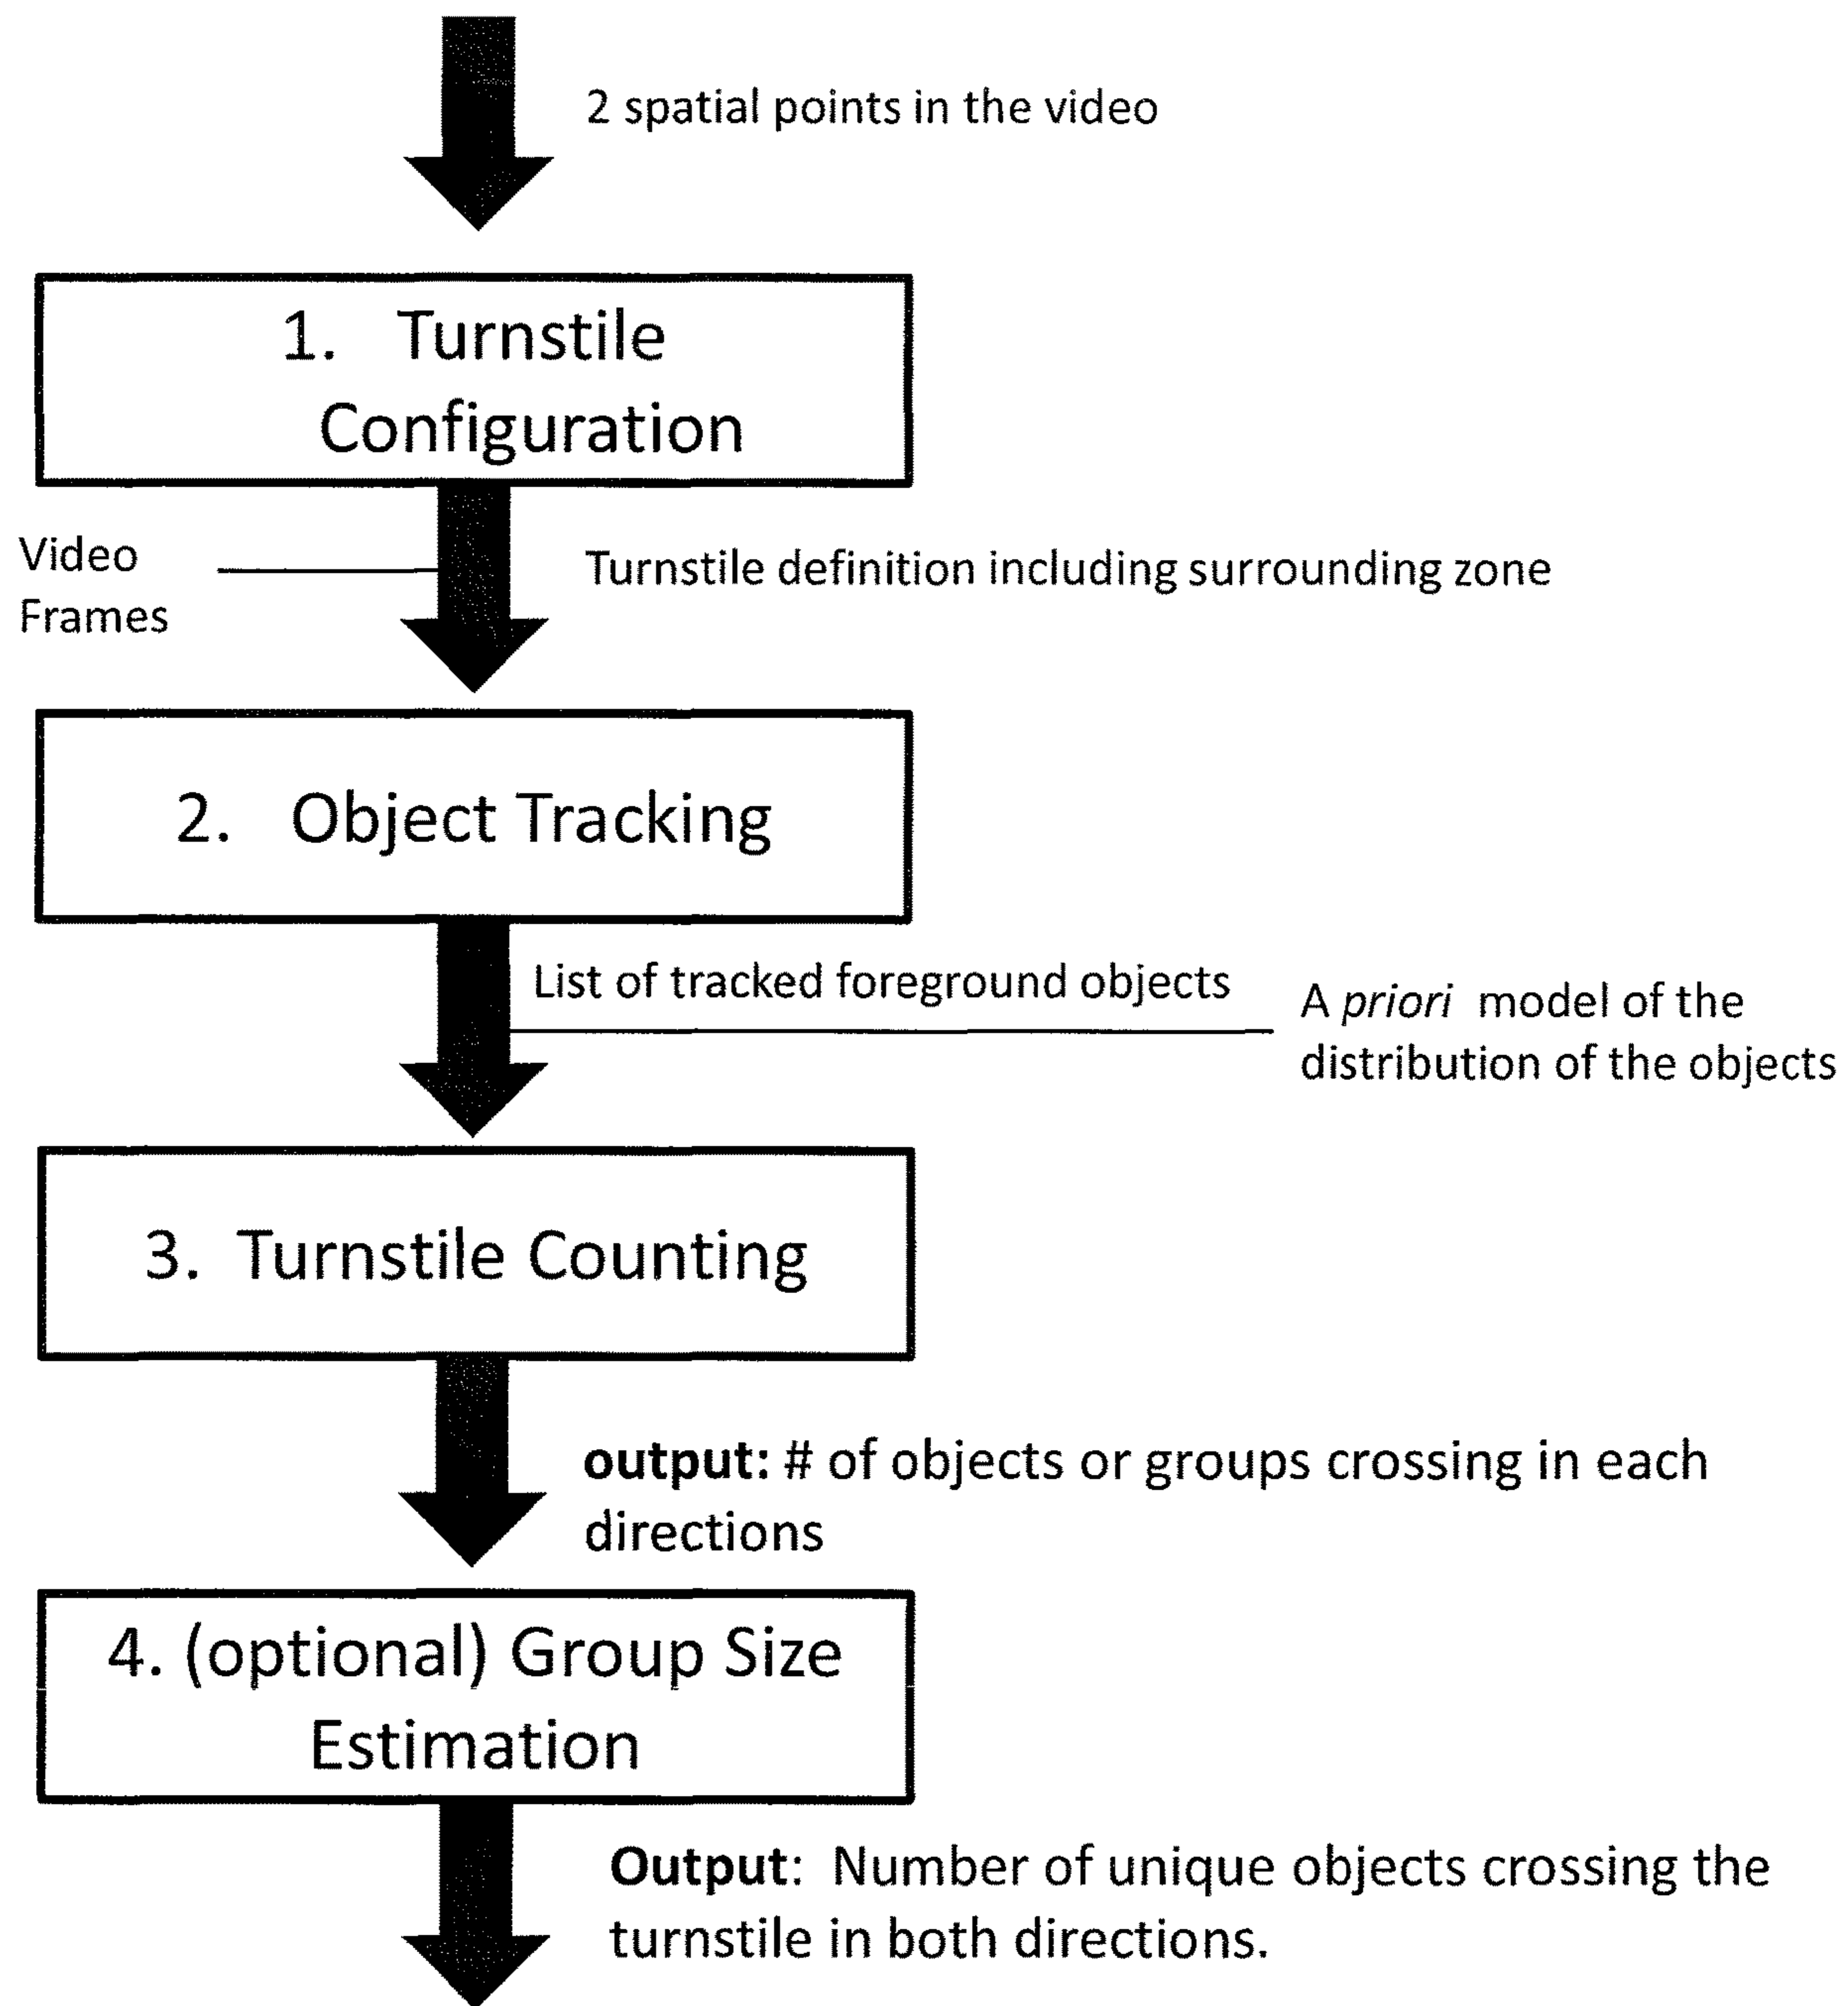 2 spatial points in the video
1. Turnstile
Configuration
Video
Frames
Turnstile definition including surrounding zone
2. Object Tracking
List of tracked foreground objects
A priori model of the
distribution of the objects
3. Turnstile Counting
output: # of objects or groups crossing in each
directions
4. (optional) Group Size
Estimation
Output: Number of unique objects crossing the
turnstile in both directions.